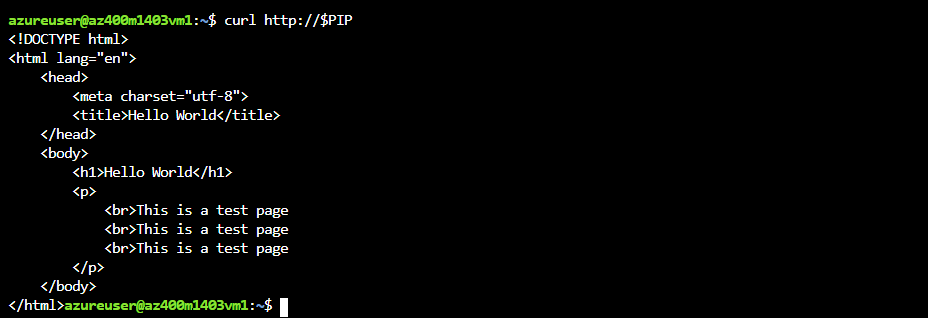 azureuser@az400m1403vm1:~$ curl http://$PIP
<!DOCTYPE html>
<html lang="en">
    <head>
        <meta charset="utf-8">
        <title>Hello World</title>
    </head>
    <body>
        <h1>Hello World</h1>
        <p>
            <br>This is a test page
            <br>This is a test page
            <br>This is a test page
        </p>
    </body>
</html>azureuser@az400m1403vm1:~$